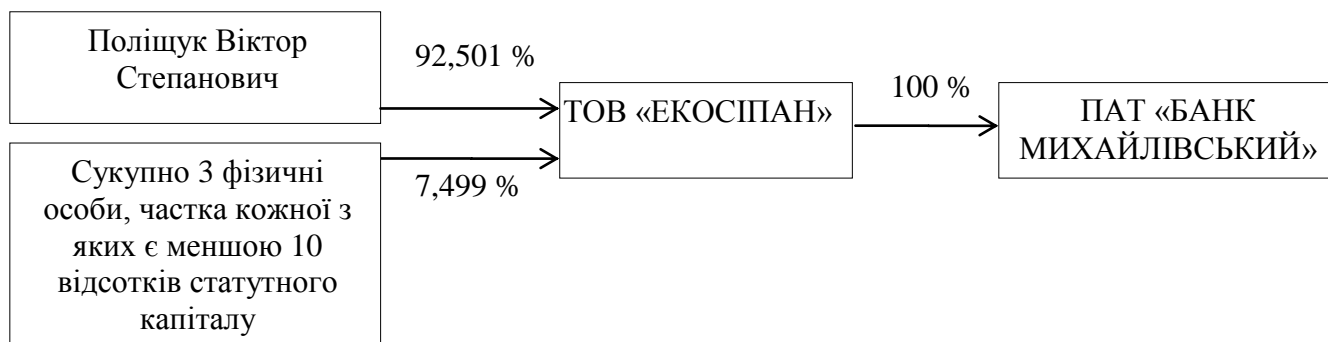 Поліщук Віктор
Степанович
92,501 %
ТОВ «ЕКОСІПАН»
100 %
ПАТ «БАНК
МИХАЙЛІВСЬКИЙ»
Сукупно 3 фізичні
особи, частка кожної з
яких є меншою 10
відсотків статутного
капіталу
7,499 %